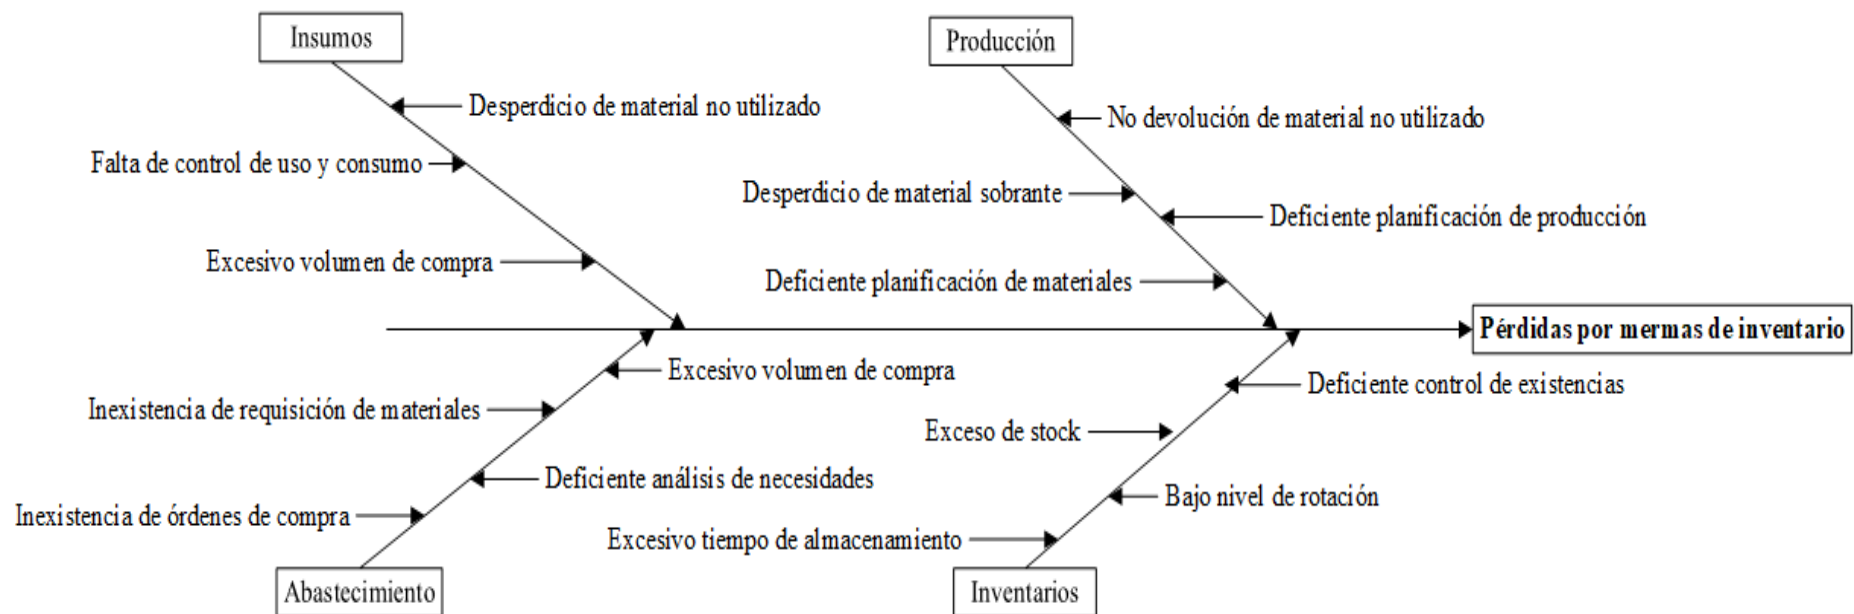 Insumos
Producción
Desperdicio de material no utilizado
No devolución de material no utilizado
Falta de control de uso y consumo
Desperdicio de material sobrante
Deficiente planificación de producción
Excesivo volumen de compra
Deficiente planificación de materiales
Pérdidas por mermas de inventario
Excesivo volumen de compra
Deficiente control de existencias
Inexistencia de requisición de materiales
Exceso de stock
Deficiente análisis de necesidades
Bajo nivel de rotación
Inexistencia de órdenes de compra
Excesivo tiempo de almacenamiento
Abastecimiento
Inventarios